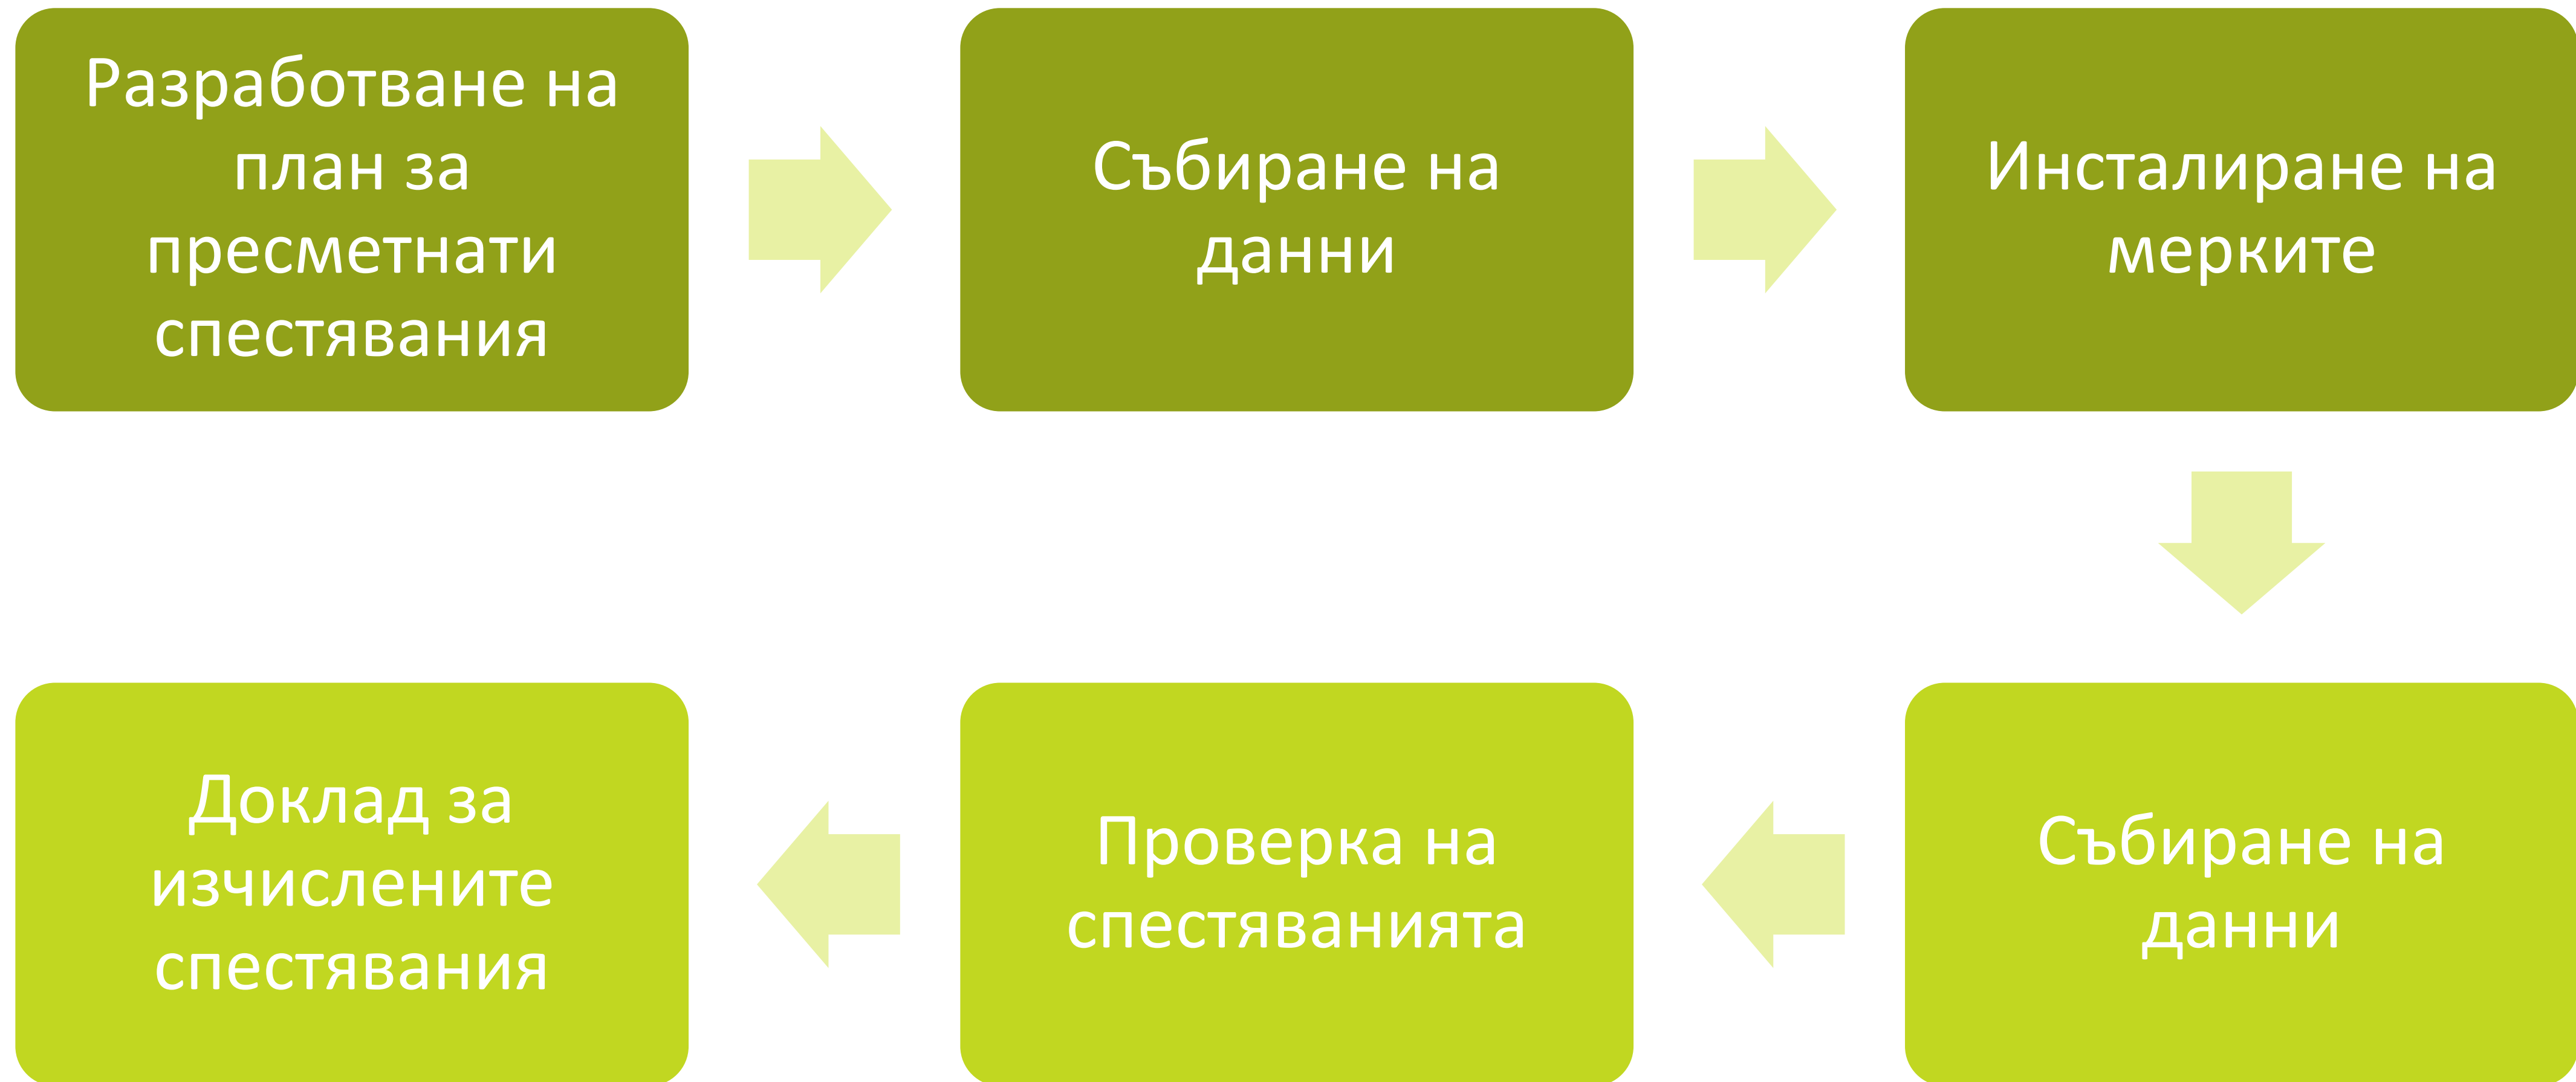 Разработване на
план за
пресметнати
спестявания
Събиране на
данни
Инсталиране на
мерките
Събиране на
данни
Проверка на
спестяванията
Доклад за
изчислените
спестявания